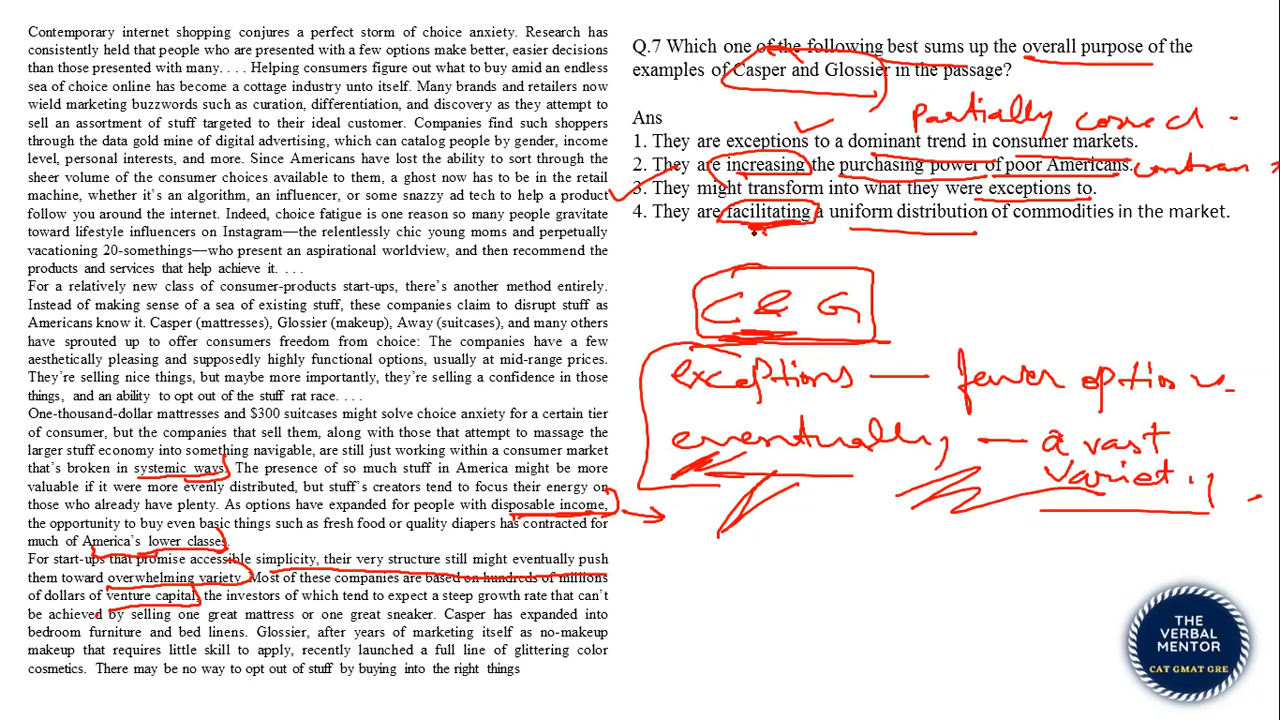 Contemporary internet shopping conjures a perfect storm of choice anxiety. Research has
consistently held that people who are presented with a few options make better, easier decisions
than those presented with many. . . . Helping consumers figure out what to buy amid an endless
sea of choice online has become a cottage industry unto itself. Many brands and retailers now
wield marketing buzzwords such as curation, differentiation, and discovery as they attempt to
sell an assortment of stuff targeted to their ideal customer. Companies find such shoppers
through the data gold mine of digital advertising, which can catalog people by gender, income
level, personal interests, and more. Since Americans have lost the ability to sort through the
sheer volume of the consumer choices available to them, a ghost now has to be in the retail
machine, whether it's an algorithm, an influencer, or some snazzy ad tech to help a product
follow you around the internet. Indeed, choice fatigue is one reason so many people gravitate
toward lifestyle influencers on Instagram—the relentlessly chic young moms and perpetually
vacationing 20-somethings—who present an aspirational worldview, and then recommend the
products and services that help achieve it. . . .
For a relatively new class of consumer-products start-ups, there's another method entirely.
Instead of making sense of a sea of existing stuff, these companies claim to disrupt stuff as
Americans know it. Casper (mattresses), Glossier (makeup), Away (suitcases), and many others
have sprouted up to offer consumers freedom from choice: The companies have a few
aesthetically pleasing and supposedly highly functional options, usually at mid-range prices.
They're selling nice things, but maybe more importantly, they're selling a confidence in those
things, and an ability to opt out of the stuff rat race. . . .
One-thousand-dollar mattresses and $300 suitcases might solve choice anxiety for a certain tier
of consumer, but the companies that sell them, along with those that attempt to massage the
larger stuff economy into something navigable, are still just working within a consumer market
that's broken in systemic ways. The presence of so much stuff in America might be more
valuable if it were more evenly distributed, but stuff's creators tend to focus their energy on
those who already have plenty. As options have expanded for people with disposable income,
the opportunity to buy even basic things such as fresh food or quality diapers has contracted for
much of America's lower classes.
For start-ups that promise accessible simplicity, their very structure still might eventually push
them toward overwhelming variety. Most of these companies are based on hundreds of millions
of dollars of venture capital, the investors of which tend to expect a steep growth rate that can't
be achieved by selling one great mattress or one great sneaker. Casper has expanded into
bedroom furniture and bed linens. Glossier, after years of marketing itself as no-makeup
makeup that requires little skill to apply, recently launched a full line of glittering color
cosmetics. There may be no way to opt out of stuff by buying into the right things
Q.7 Which one of the following best sums up the overall purpose of the
examples of Casper and Glossier in the passage?
Ans
partially correct
1. They are exceptions to a dominant trend in consumer markets.
2. They are increasing the purchasing power of poor Americans.
3. They might transform into what they were exceptions to.
4. They are facilitating a uniform distribution of commodities in the market.
C & G
exceptions — fewer options
eventually, — a vast
variety
THE
VERBAL
MENTOR
CAT GMAT GRE